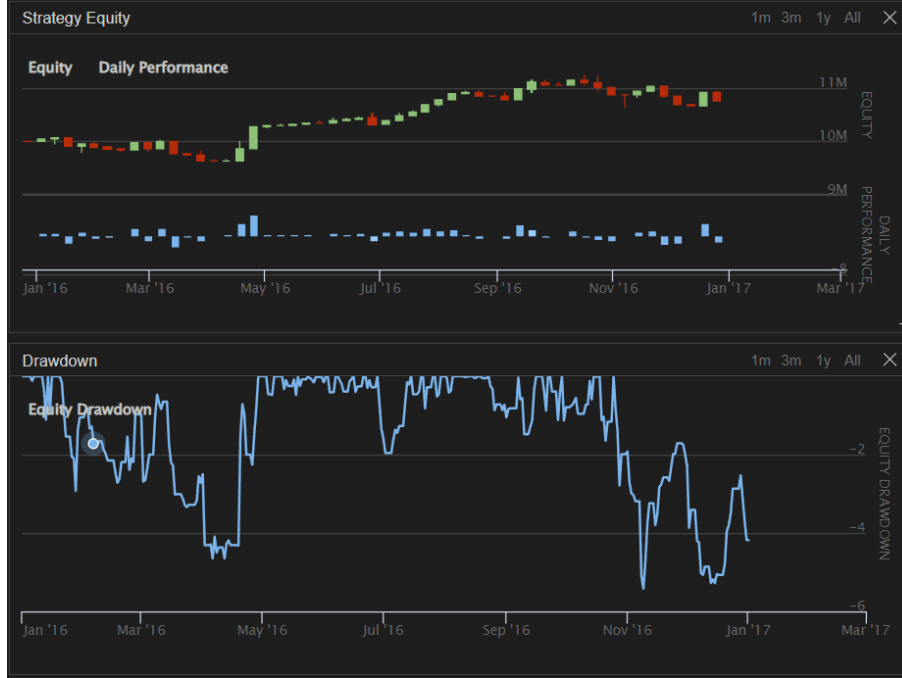 Strategy Equity
1m 3m 1y All
Equity Daily Performance
11M
10M
9M
EQUITY
DAILY
PERFORMANCE
-8
Jan '16 Mar '16 May '16 Jul '16 Sep '16 Nov '16 Jan '17 Mar '17
Drawdown
1m 3m 1y All
Equity Drawdown
-2
-4
-6
EQUITY DRAWDOWN
Jan '16 Mar '16 May '16 Jul '16 Sep '16 Nov '16 Jan '17 Mar '17